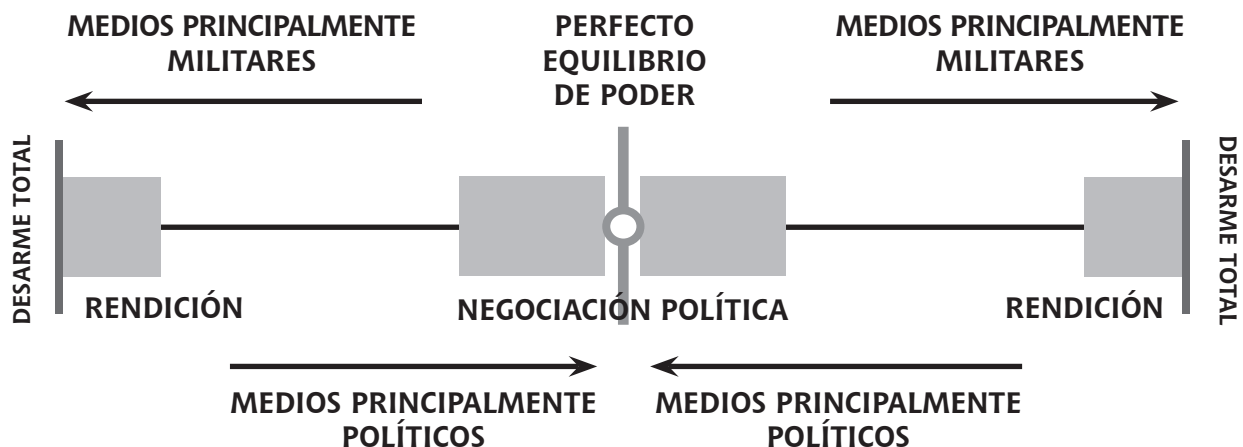 MEDIOS PRINCIPALMENTE
MILITARES
PERFECTO
EQUILIBRIO
DE PODER
MEDIOS PRINCIPALMENTE
MILITARES
DESARME TOTAL
DESARME TOTAL
RENDICIÓN
NEGOCIACIÓN POLÍTICA
RENDICIÓN
MEDIOS PRINCIPALMENTE
POLÍTICOS
MEDIOS PRINCIPALMENTE
POLÍTICOS